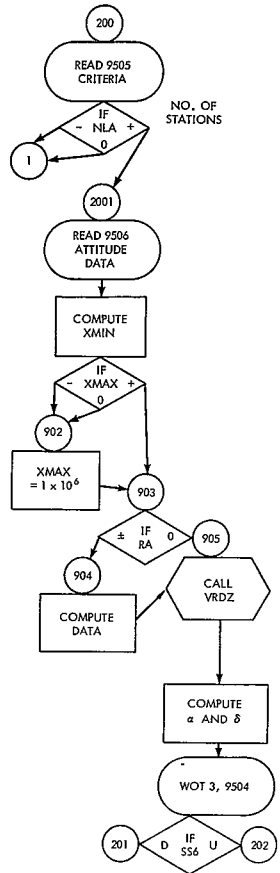 200
READ 9505
CRITERIA
NO. OF
STATIONS
IF
- NLA +
0
1
2001
READ 9506
ATTITUDE
DATA
COMPUTE
XMIN
IF
- XMAX +
0
902
XMAX
= 1 x 10⁶
903
± IF 0
RA
905
904
CALL
VRDZ
COMPUTE
DATA
COMPUTE
α AND δ
WOT 3, 9504
201
D IF U
SS6
202